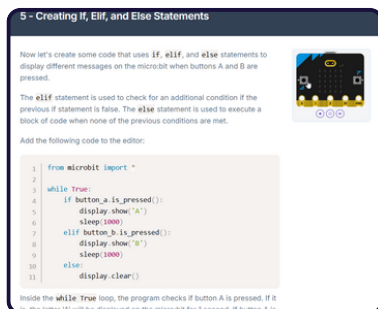 5 - Creating If, Elif, and Else Statements
Now let's create some code that uses if, elif, and else statements to
display different messages on the micro:bit when buttons A and B are
pressed.
The elif statement is used to check for an additional condition if the
previous if statement is false. The else statement is used to execute a
block of code when none of the previous conditions are met.
Add the following code to the editor:
1 from microbit import *
2
3 while True:
4     if button_a.is_pressed():
5         display.show("A")
6         sleep(1000)
7     elif button_b.is_pressed():
8         display.show("B")
9         sleep(1000)
10     else:
11         display.clear()
Inside the while True loop, the program checks if button A is pressed. If it